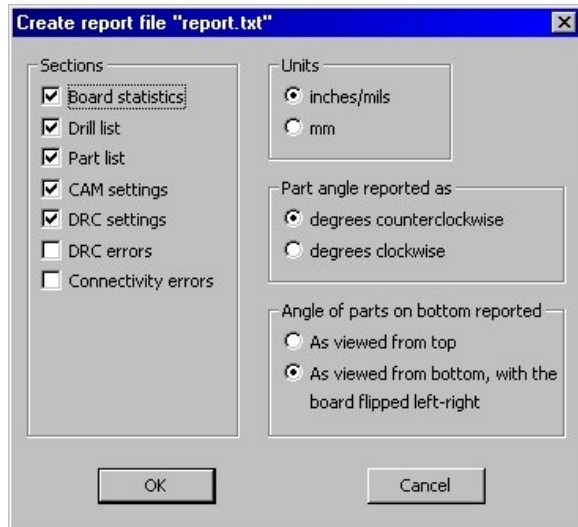 Create report file "report.txt"
Sections
Board statistics
Drill list
Part list
CAM settings
DRC settings
DRC errors
Connectivity errors
Units
inches/mils
mm
Part angle reported as
degrees counterclockwise
degrees clockwise
Angle of parts on bottom reported
As viewed from top
As viewed from bottom, with the
board flipped left-right
OK
Cancel